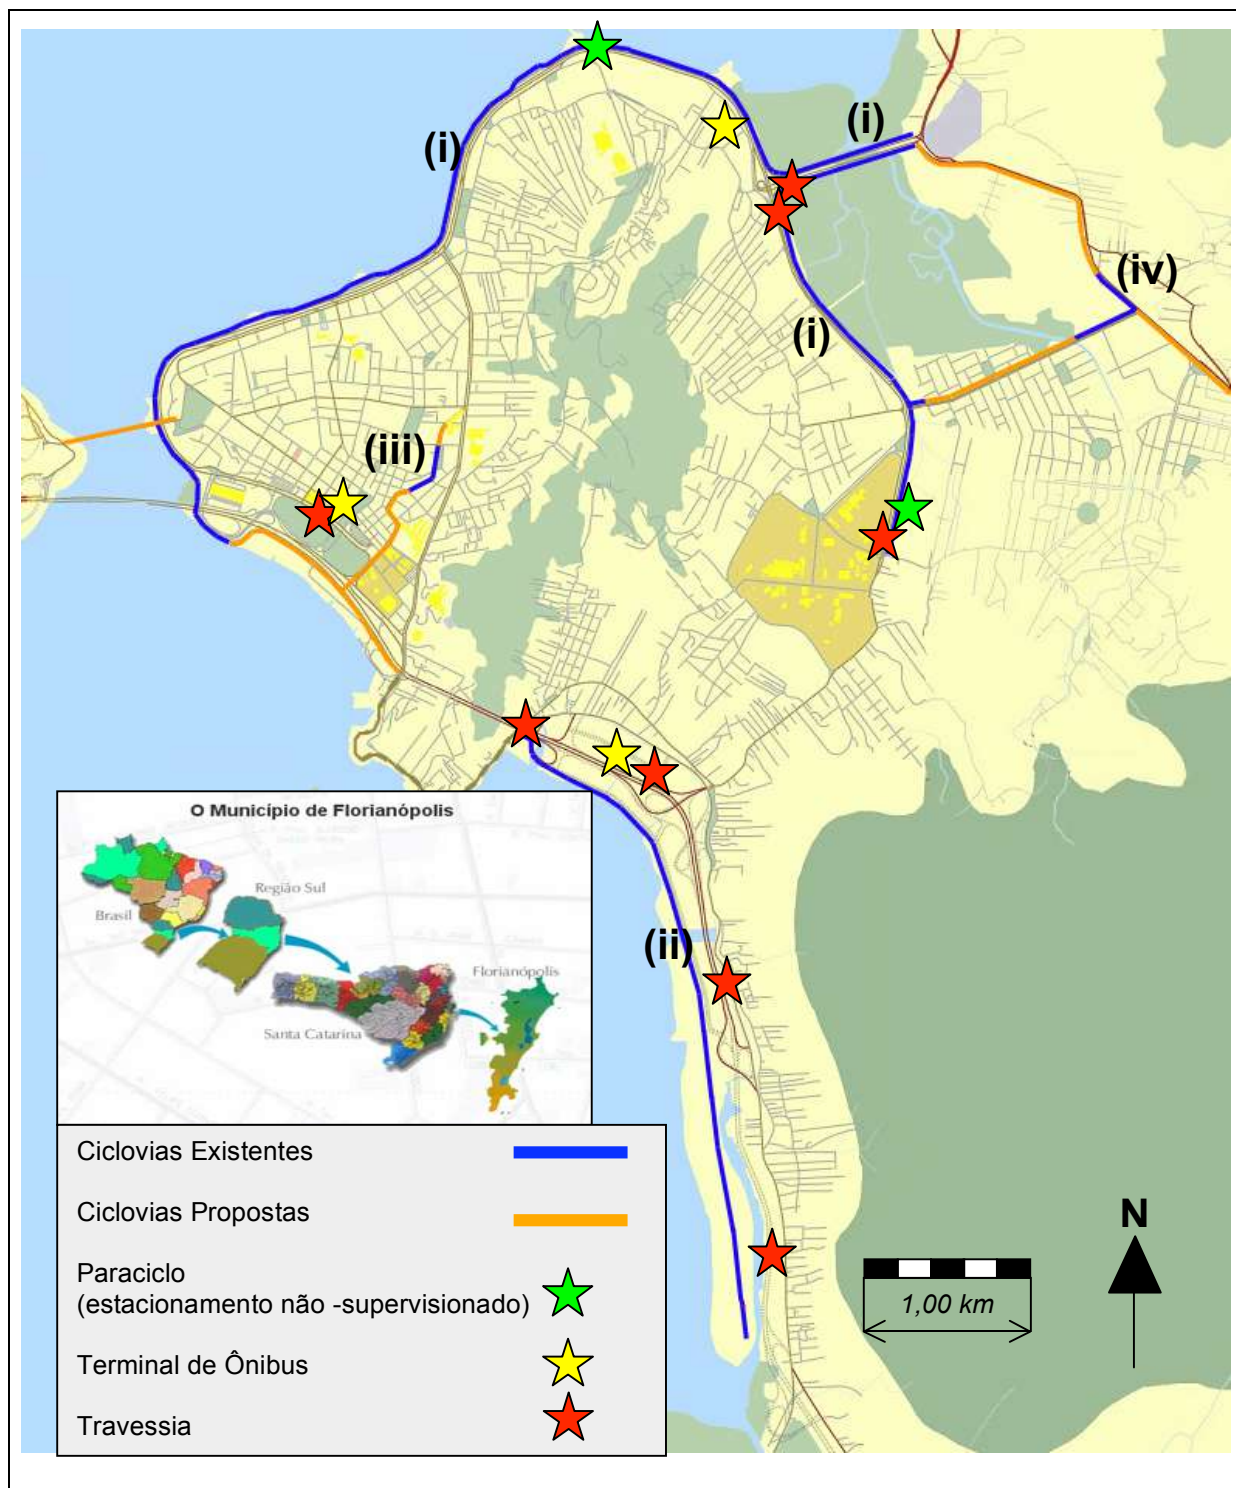 (i)
(i)
(iv)
(i)
(iii)
(ii)
O Município de Florianópolis
Região Sul
Brasil
Florianópolis
Santa Catarina
Ciclovias Existentes
Ciclovias Propostas
Paraciclo
(estacionamento não -supervisionado)
Terminal de Ônibus
Travessia
N
1,00 km